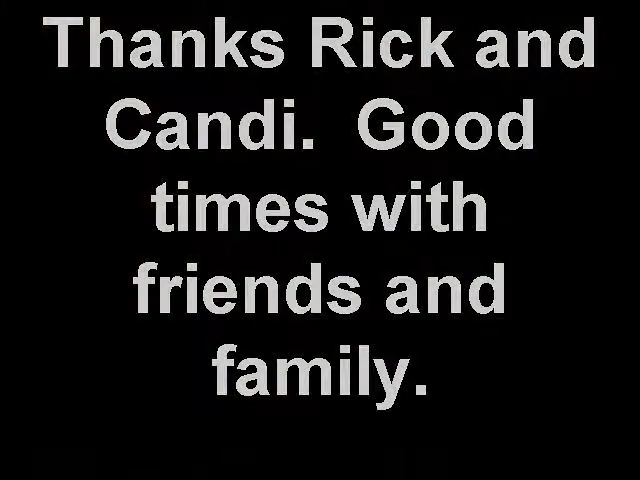 Thanks Rick and
Candi.  Good
times with
friends and
family.